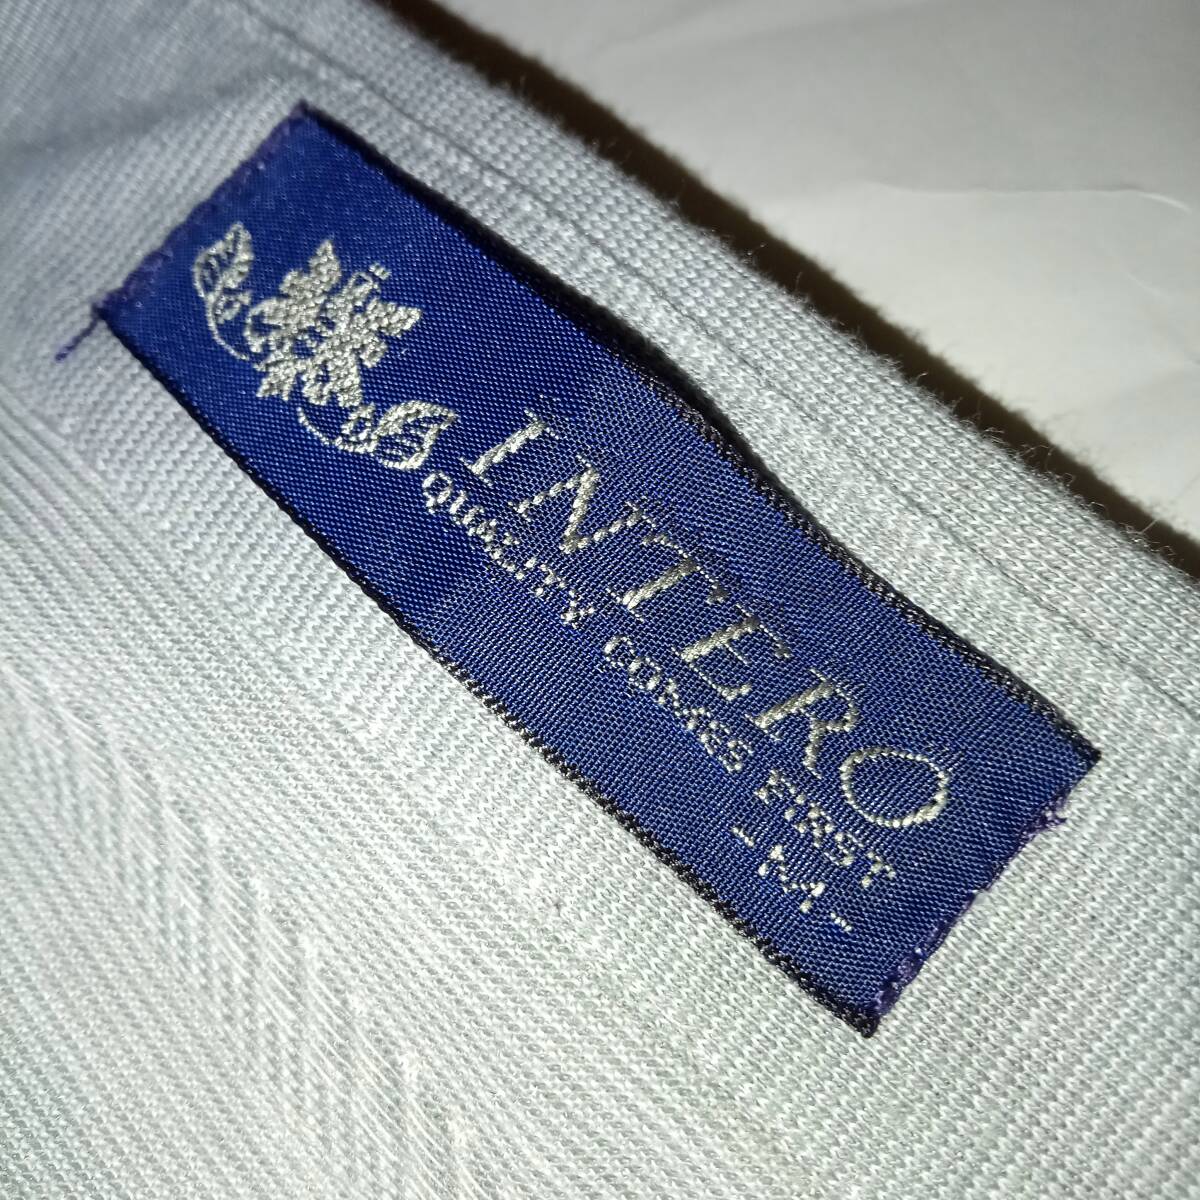 INTERO
QUALITY COMES FIRST
-M-